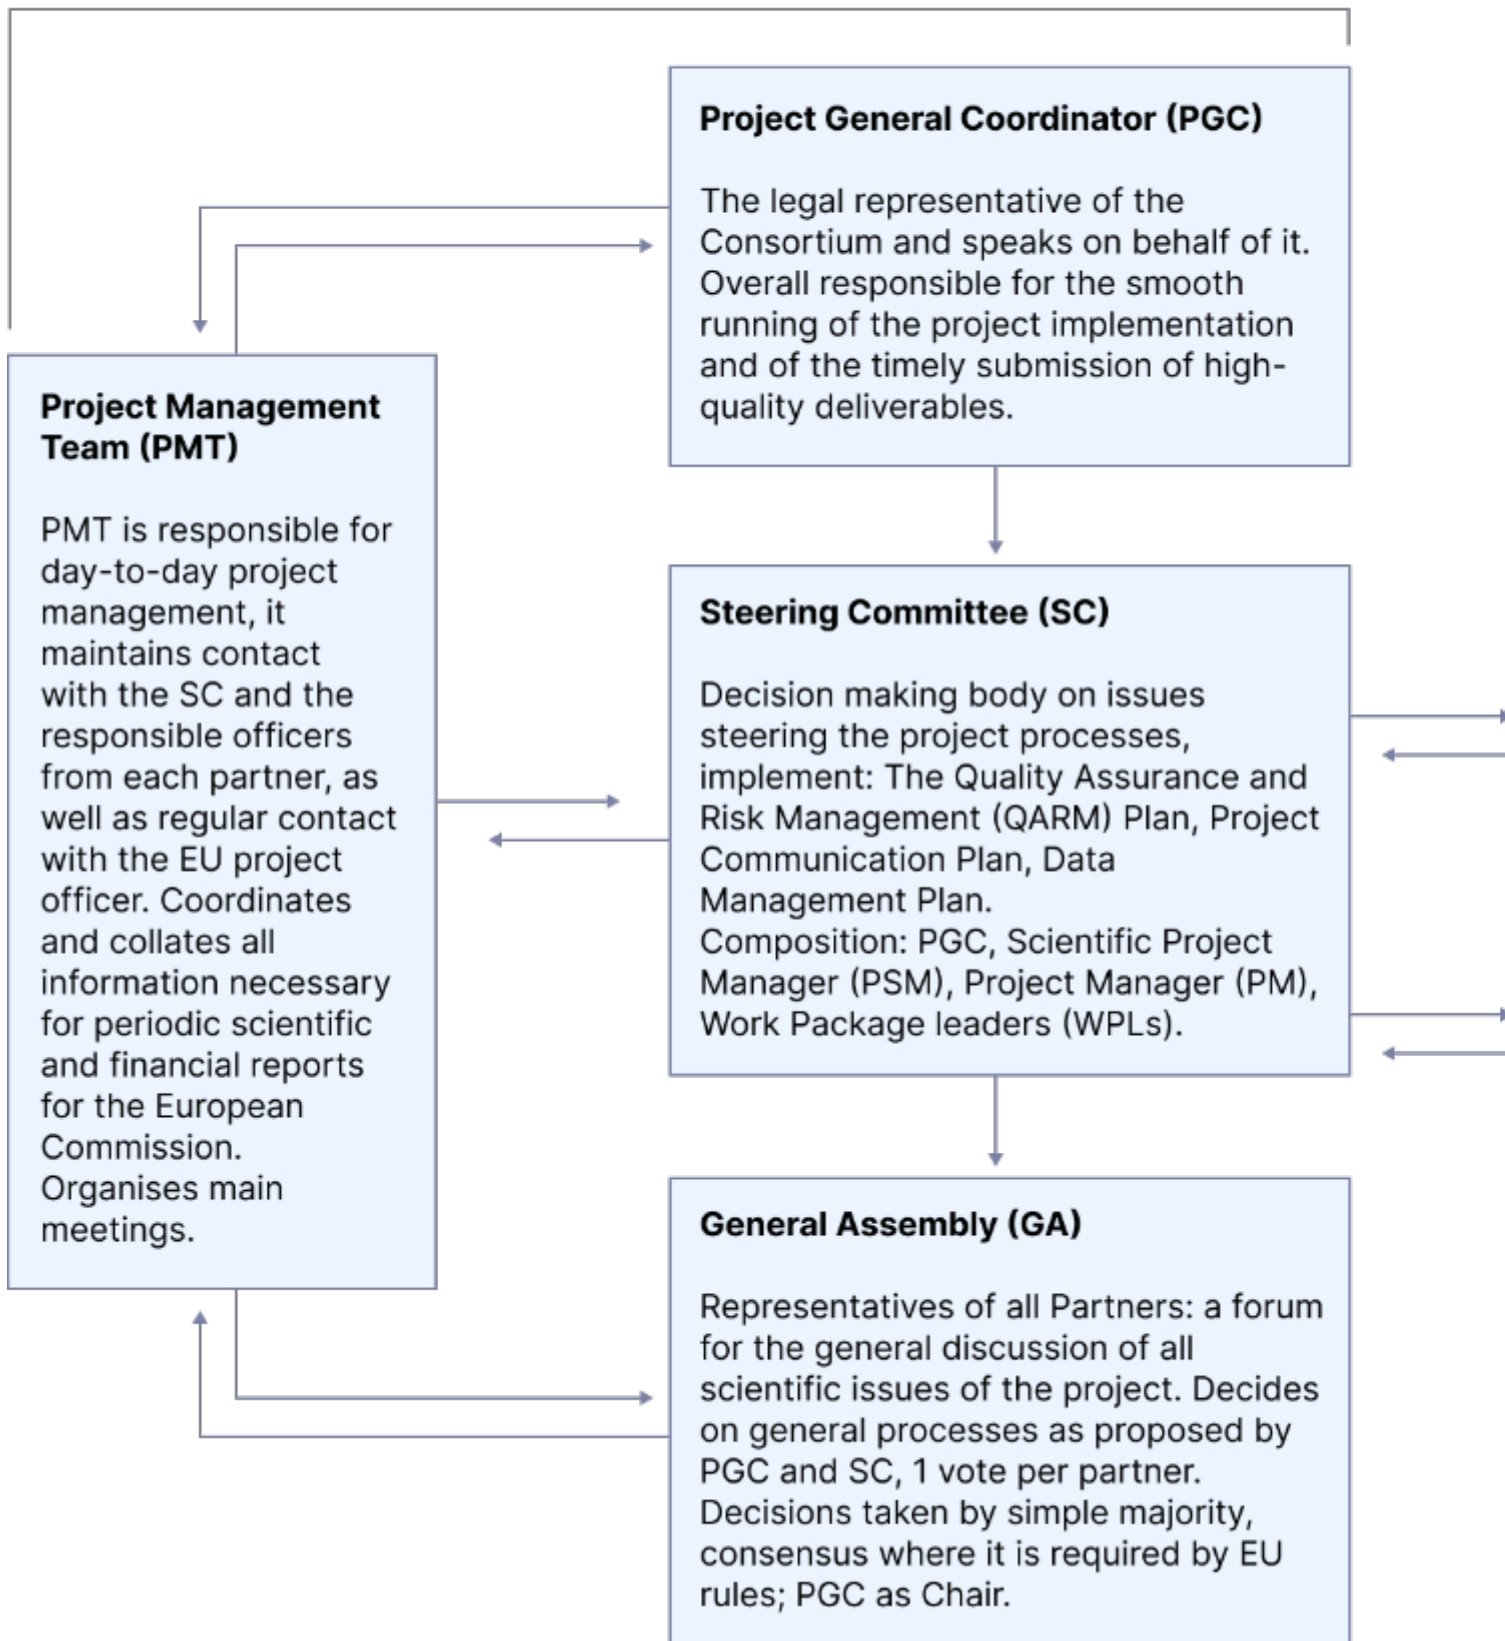 Project General Coordinator (PGC)
The legal representative of the
Consortium and speaks on behalf of it.
Overall responsible for the smooth
running of the project implementation
and of the timely submission of high-
quality deliverables.
Project Management
Team (PMT)
PMT is responsible for
day-to-day project
management, it
maintains contact
with the SC and the
responsible officers
from each partner, as
well as regular contact
with the EU project
officer. Coordinates
and collates all
information necessary
for periodic scientific
and financial reports
for the European
Commission.
Organises main
meetings.
Steering Committee (SC)
Decision making body on issues
steering the project processes,
implement: The Quality Assurance and
Risk Management (QARM) Plan, Project
Communication Plan, Data
Management Plan.
Composition: PGC, Scientific Project
Manager (PSM), Project Manager (PM),
Work Package leaders (WPLs).
General Assembly (GA)
Representatives of all Partners: a forum
for the general discussion of all
scientific issues of the project. Decides
on general processes as proposed by
PGC and SC, 1 vote per partner.
Decisions taken by simple majority,
consensus where it is required by EU
rules; PGC as Chair.